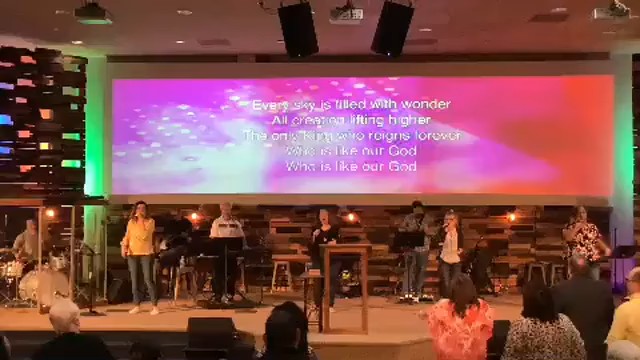 Every sky is filled with wonder
All creation lifting higher
The only King who reigns forever
Who is like our God
Who is like our God